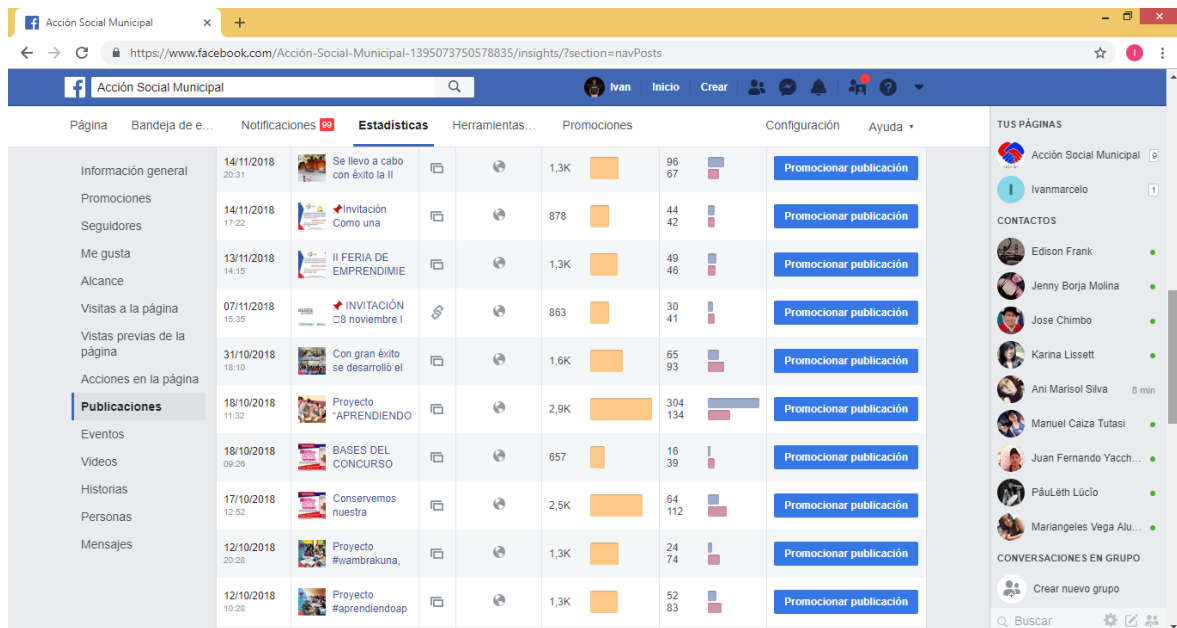 Acción Social Municipal
https://www.facebook.com/Acción-Social-Municipal-1395073750578835/insights/?section=navPosts
I
Acción Social Municipal
Ivan Inicio Crear
Página Bandeja de e... Notificaciones 99 Estadísticas Herramientas... Promociones Configuración Ayuda
Información general
Promociones
Seguidores
Me gusta
Alcance
Visitas a la página
Vistas previas de la
página
Acciones en la página
Publicaciones
Eventos
Videos
Historias
Personas
Mensajes
14/11/2018 Se llevo a cabo 1,3K 96 Promocionar publicación
20:31 con éxito la II 67
14/11/2018 Invitación 878 44 Promocionar publicación
17:22 Como una 42
13/11/2018 II FERIA DE 1,3K 49 Promocionar publicación
14:15 EMPRENDIMIE 46
07/11/2018 INVITACIÓN 863 30 Promocionar publicación
15:35 □8 noviembre I 41
31/10/2018 Con gran éxito 1,6K 65 Promocionar publicación
18:10 se desarrolló el 93
18/10/2018 Proyecto 2,9K 304 Promocionar publicación
11:32 "APRENDIENDO 134
18/10/2018 BASES DEL 657 16 Promocionar publicación
09:26 CONCURSO 39
17/10/2018 Conservemos 2,5K 64 Promocionar publicación
12:52 nuestra 112
12/10/2018 Proyecto 1,3K 24 Promocionar publicación
20:28 #wambrakuna, 74
12/10/2018 Proyecto 1,3K 52 Promocionar publicación
10:28 #aprendiendoap 83
TUS PÁGINAS
Acción Social Municipal 9
I Ivanmarcelo 1
CONTACTOS
Edison Frank
Jenny Borja Molina
Jose Chimbo
Karina Lissett
Ani Marisol Silva 8 min
Manuel Caiza Tutasi
Juan Fernando Yacch...
PâuLëth Lücîo
Mariangeles Vega Alu...
CONVERSACIONES EN GRUPO
Crear nuevo grupo
Buscar